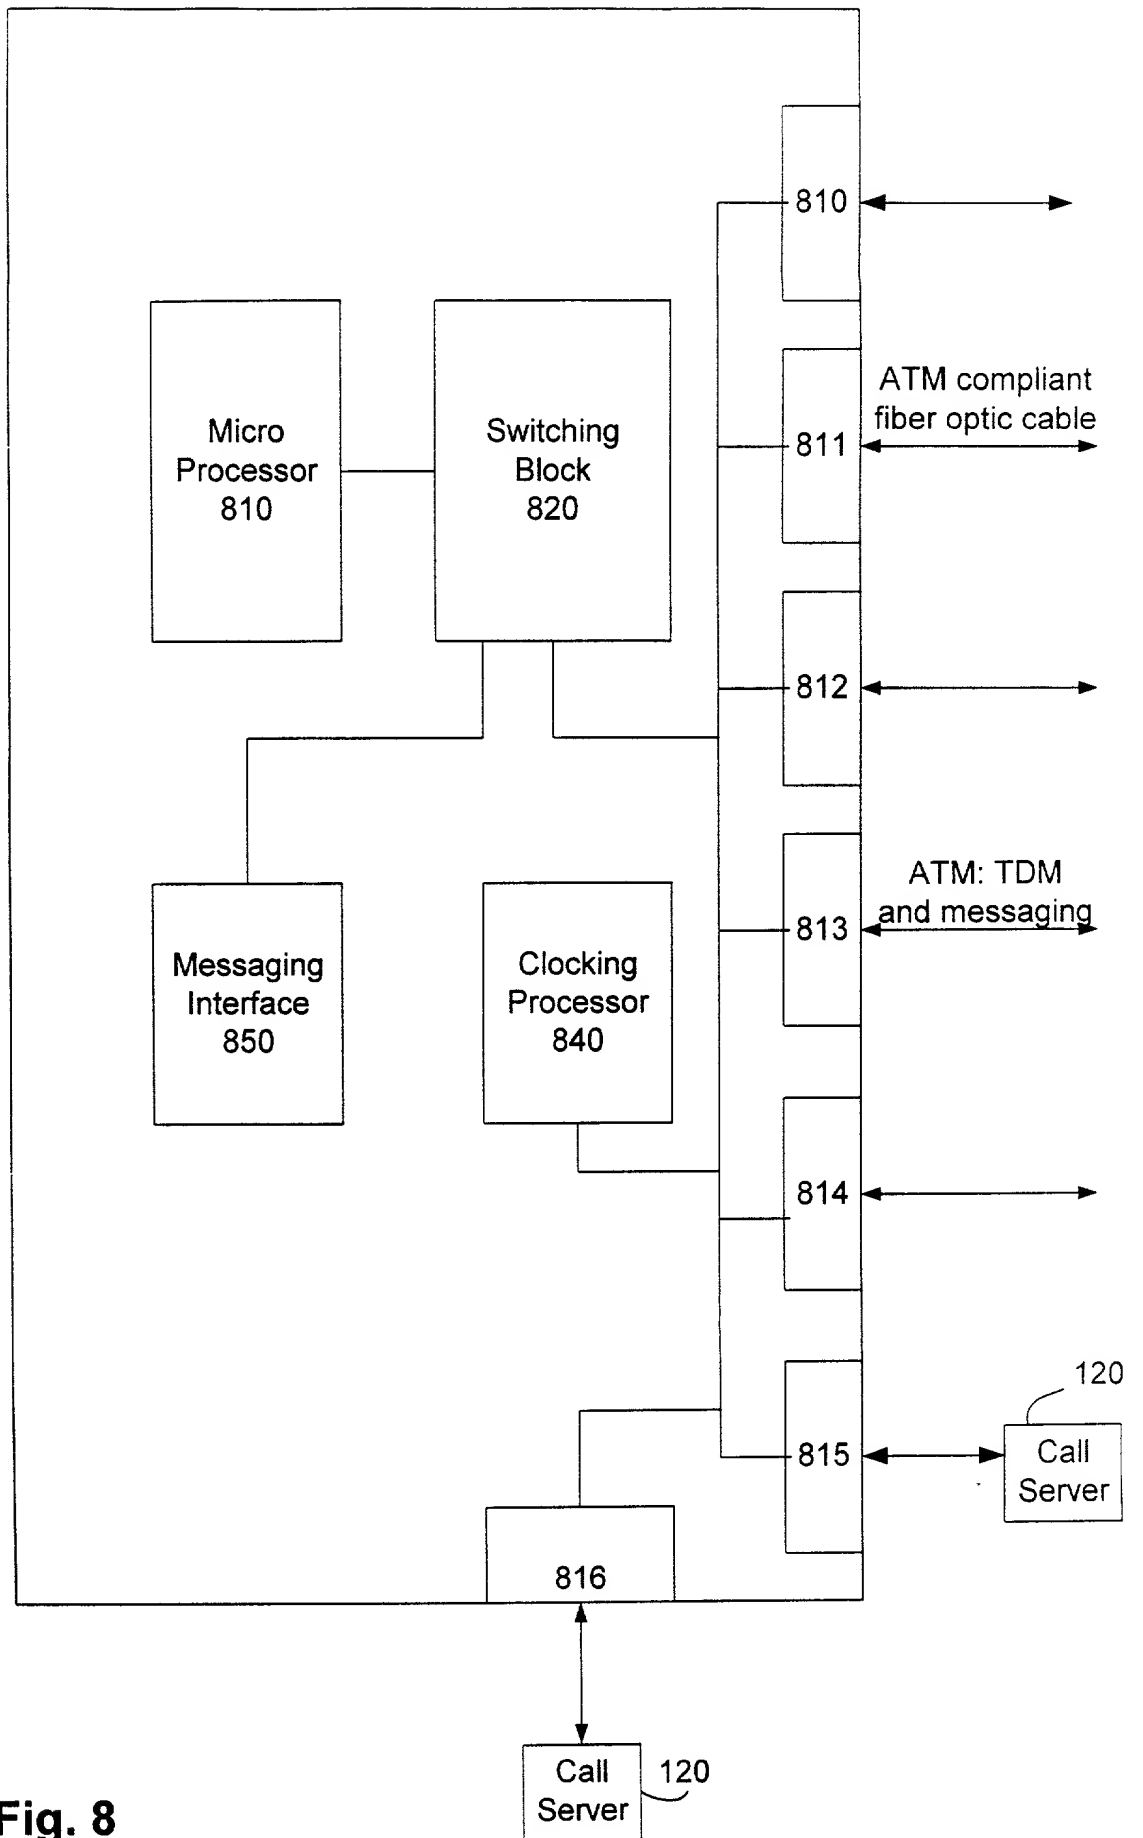 810
ATM compliant
fiber optic cable
811
Micro
Processor
810
Switching
Block
820
812
ATM: TDM
and messaging
813
Messaging
Interface
850
Clocking
Processor
840
814
120
815
Call
Server
816
Call
Server
120
Fig. 8